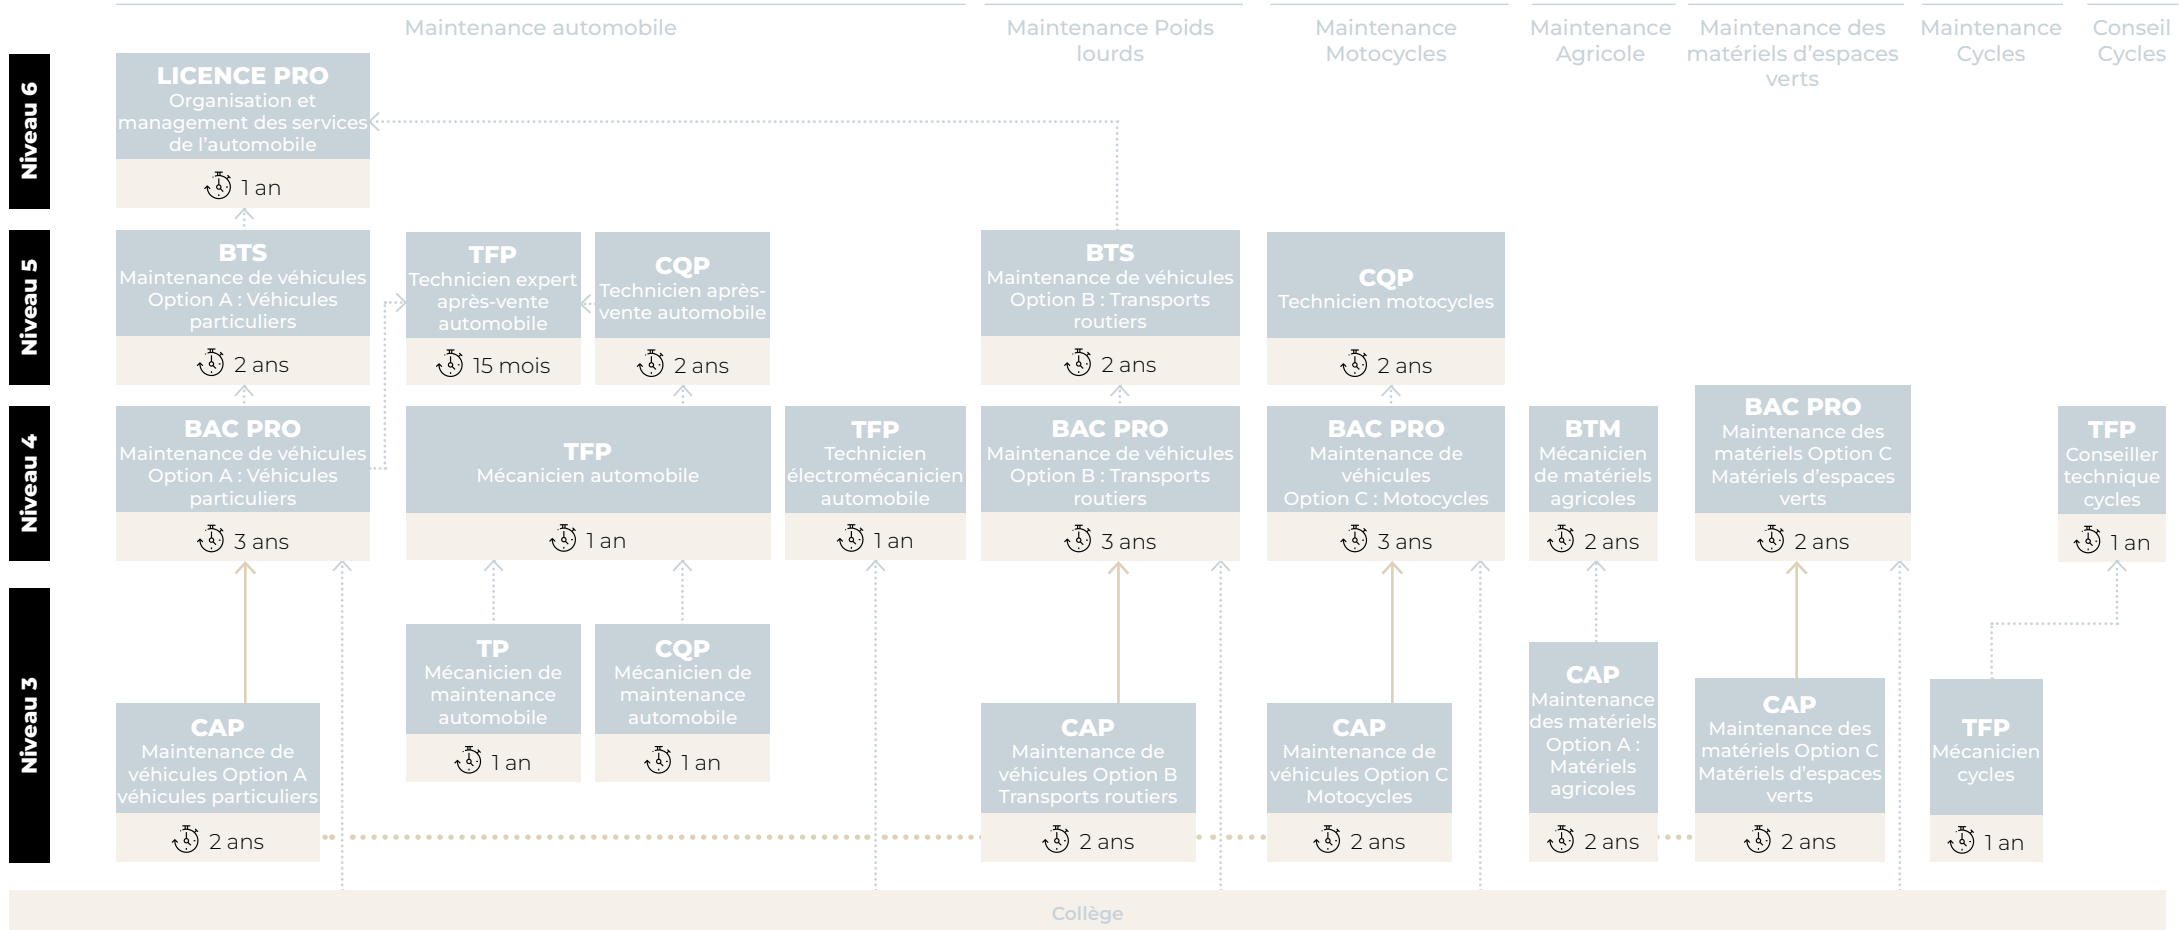 Maintenance automobile
Maintenance Poids
lourds
Maintenance
Motocycles
Maintenance
Agricole
Maintenance des
matériels d'espaces
verts
Maintenance
Cycles
Conseil
Cycles
Niveau 6
LICENCE PRO
Organisation et
management des services
de l'automobile
1 an
Niveau 5
BTS
Maintenance de véhicules
Option A : Véhicules
particuliers
2 ans
TFP
Technicien expert
après-vente
automobile
15 mois
CQP
Technicien après-
vente automobile
2 ans
BTS
Maintenance de véhicules
Option B : Transports
routiers
2 ans
CQP
Technicien motocycles
2 ans
Niveau 4
BAC PRO
Maintenance de véhicules
Option A : Véhicules
particuliers
3 ans
TFP
Mécanicien automobile
1 an
TFP
Technicien
électromécanicien
automobile
1 an
BAC PRO
Maintenance de véhicules
Option B : Transports
routiers
3 ans
BAC PRO
Maintenance de
véhicules
Option C : Motocycles
3 ans
BTM
Mécanicien
de matériels
agricoles
2 ans
BAC PRO
Maintenance des
matériels Option C
Matériels d'espaces
verts
2 ans
TFP
Conseiller
technique
cycles
1 an
Niveau 3
CAP
Maintenance de
véhicules Option A
véhicules particuliers
2 ans
TP
Mécanicien de
maintenance
automobile
1 an
CQP
Mécanicien de
maintenance
automobile
1 an
CAP
Maintenance de
véhicules Option B
Transports routiers
2 ans
CAP
Maintenance de
véhicules Option C
Motocycles
2 ans
CAP
Maintenance
des matériels
Option A :
Matériels
agricoles
2 ans
CAP
Maintenance des
matériels Option C
Matériels d'espaces
verts
2 ans
TFP
Mécanicien
cycles
1 an
Collège